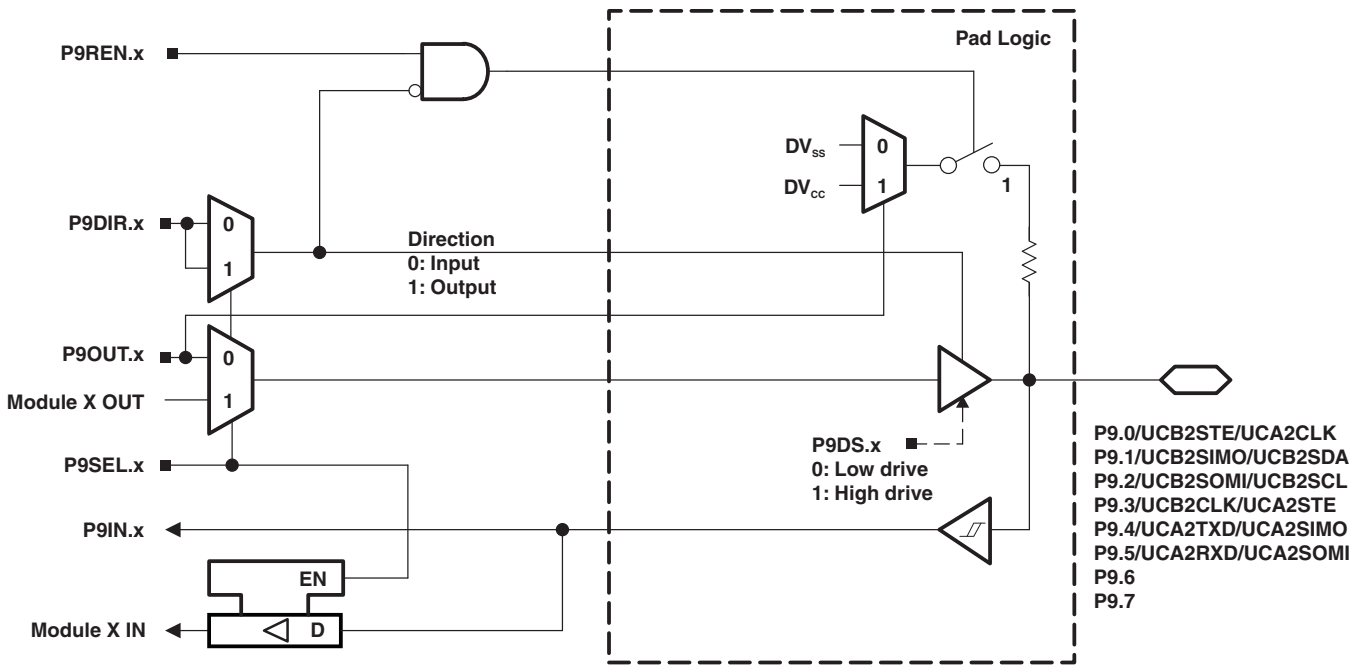 Pad Logic
P9REN.x
DVSS
0
DVCC
1
1
P9DIR.x
0
1
Direction
0: Input
1: Output
P9OUT.x
0
Module X OUT
1
P9DS.x
0: Low drive
1: High drive
P9SEL.x
P9IN.x
EN
Module X IN
D
P9.0/UCB2STE/UCA2CLK
P9.1/UCB2SIMO/UCB2SDA
P9.2/UCB2SOMI/UCB2SCL
P9.3/UCB2CLK/UCA2STE
P9.4/UCA2TXD/UCA2SIMO
P9.5/UCA2RXD/UCA2SOMI
P9.6
P9.7